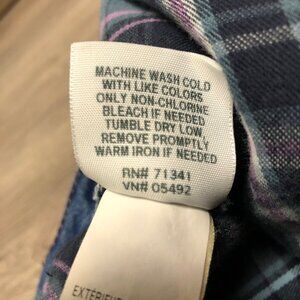 MACHINE WASH COLD
WITH LIKE COLORS
ONLY NON-CHLORINE
BLEACH IF NEEDED
TUMBLE DRY LOW
REMOVE PROMPTLY
WARM IRON IF NEEDED
RN# 71341
VN# 05492